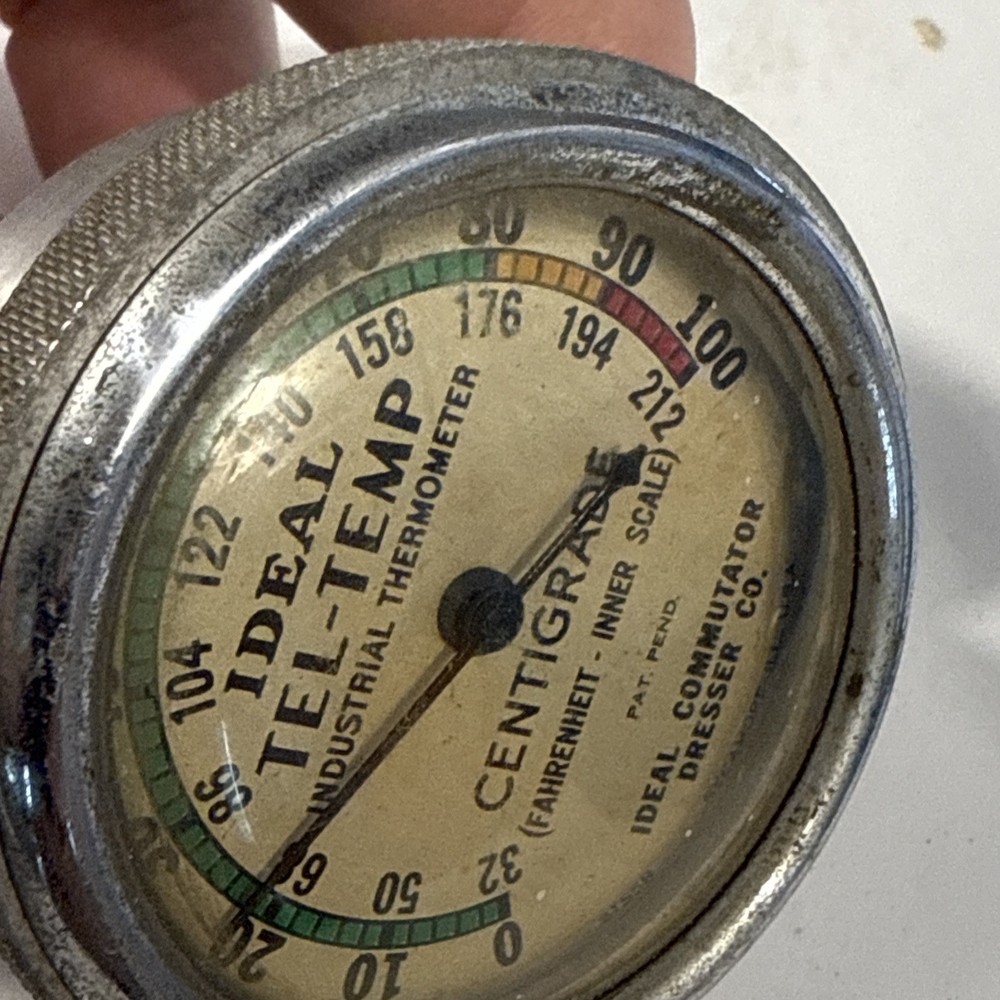 0
10
20
80
90
100
32
50
68
86
104
122
140
158
176
194
212
IDEAL
TEL-TEMP
INDUSTRIAL THERMOMETER
CENTIGRADE
(FAHRENHEIT - INNER SCALE)
PAT. PEND.
IDEAL COMMUTATOR
DRESSER CO.